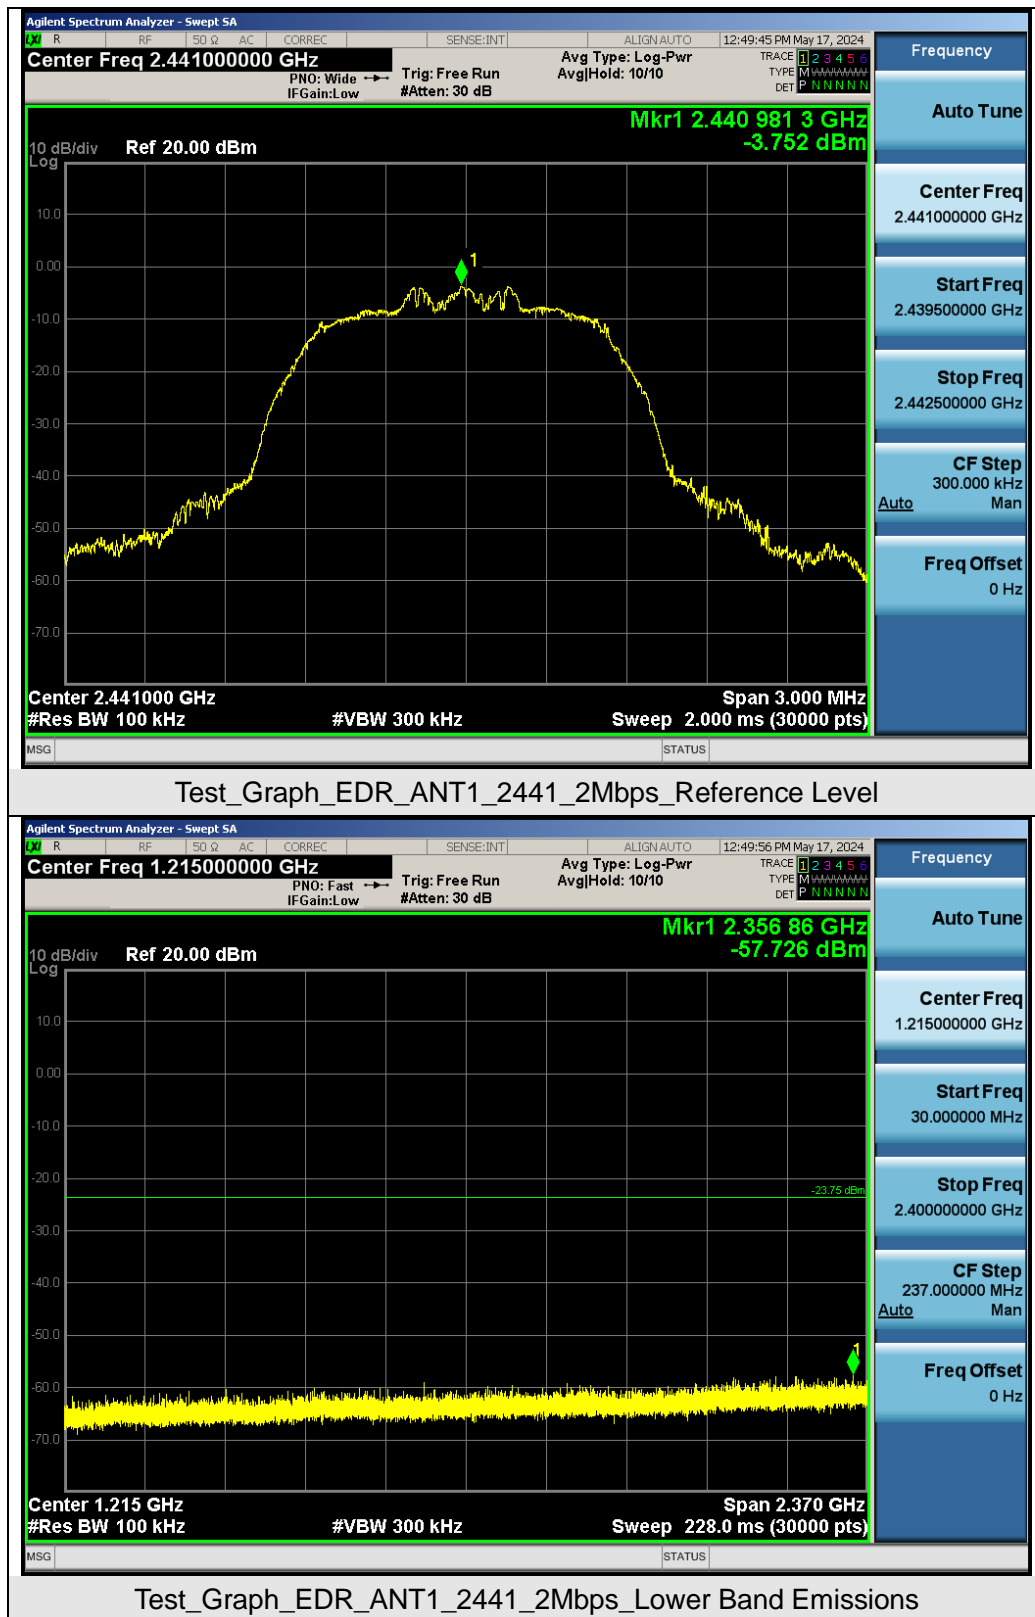 Agilent Spectrum Analyzer - Swept SA
LXI R RF 50 Ω AC CORREC SENSE:INT ALIGN AUTO 12:49:45 PM May 17, 2024
Center Freq 2.441000000 GHz
PNO: Wide
IFGain:Low
Trig: Free Run
#Atten: 30 dB
Avg Type: Log-Pwr
Avg|Hold: 10/10
TRACE 1 2 3 4 5 6
TYPE M
DET P N N N N N
Frequency
Auto Tune
Mkr1 2.440 981 3 GHz
-3.752 dBm
10 dB/div Ref 20.00 dBm
Log
10.0
0.00
-10.0
-20.0
-30.0
-40.0
-50.0
-60.0
-70.0
1
Center Freq
2.441000000 GHz
Start Freq
2.439500000 GHz
Stop Freq
2.442500000 GHz
CF Step
300.000 kHz
Auto Man
Freq Offset
0 Hz
Center 2.441000 GHz Span 3.000 MHz
#Res BW 100 kHz #VBW 300 kHz Sweep 2.000 ms (30000 pts)
MSG STATUS
Test_Graph_EDR_ANT1_2441_2Mbps_Reference Level
Agilent Spectrum Analyzer - Swept SA
LXI R RF 50 Ω AC CORREC SENSE:INT ALIGN AUTO 12:49:56 PM May 17, 2024
Center Freq 1.215000000 GHz
PNO: Fast
IFGain:Low
Trig: Free Run
#Atten: 30 dB
Avg Type: Log-Pwr
Avg|Hold: 10/10
TRACE 1 2 3 4 5 6
TYPE M
DET P N N N N N
Frequency
Auto Tune
Mkr1 2.356 86 GHz
-57.726 dBm
10 dB/div Ref 20.00 dBm
Log
10.0
0.00
-10.0
-20.0
-30.0
-40.0
-50.0
-60.0
-70.0
-23.75 dBm
1
Center Freq
1.215000000 GHz
Start Freq
30.000000 MHz
Stop Freq
2.400000000 GHz
CF Step
237.000000 MHz
Auto Man
Freq Offset
0 Hz
Center 1.215 GHz Span 2.370 GHz
#Res BW 100 kHz #VBW 300 kHz Sweep 228.0 ms (30000 pts)
MSG STATUS
Test_Graph_EDR_ANT1_2441_2Mbps_Lower Band Emissions